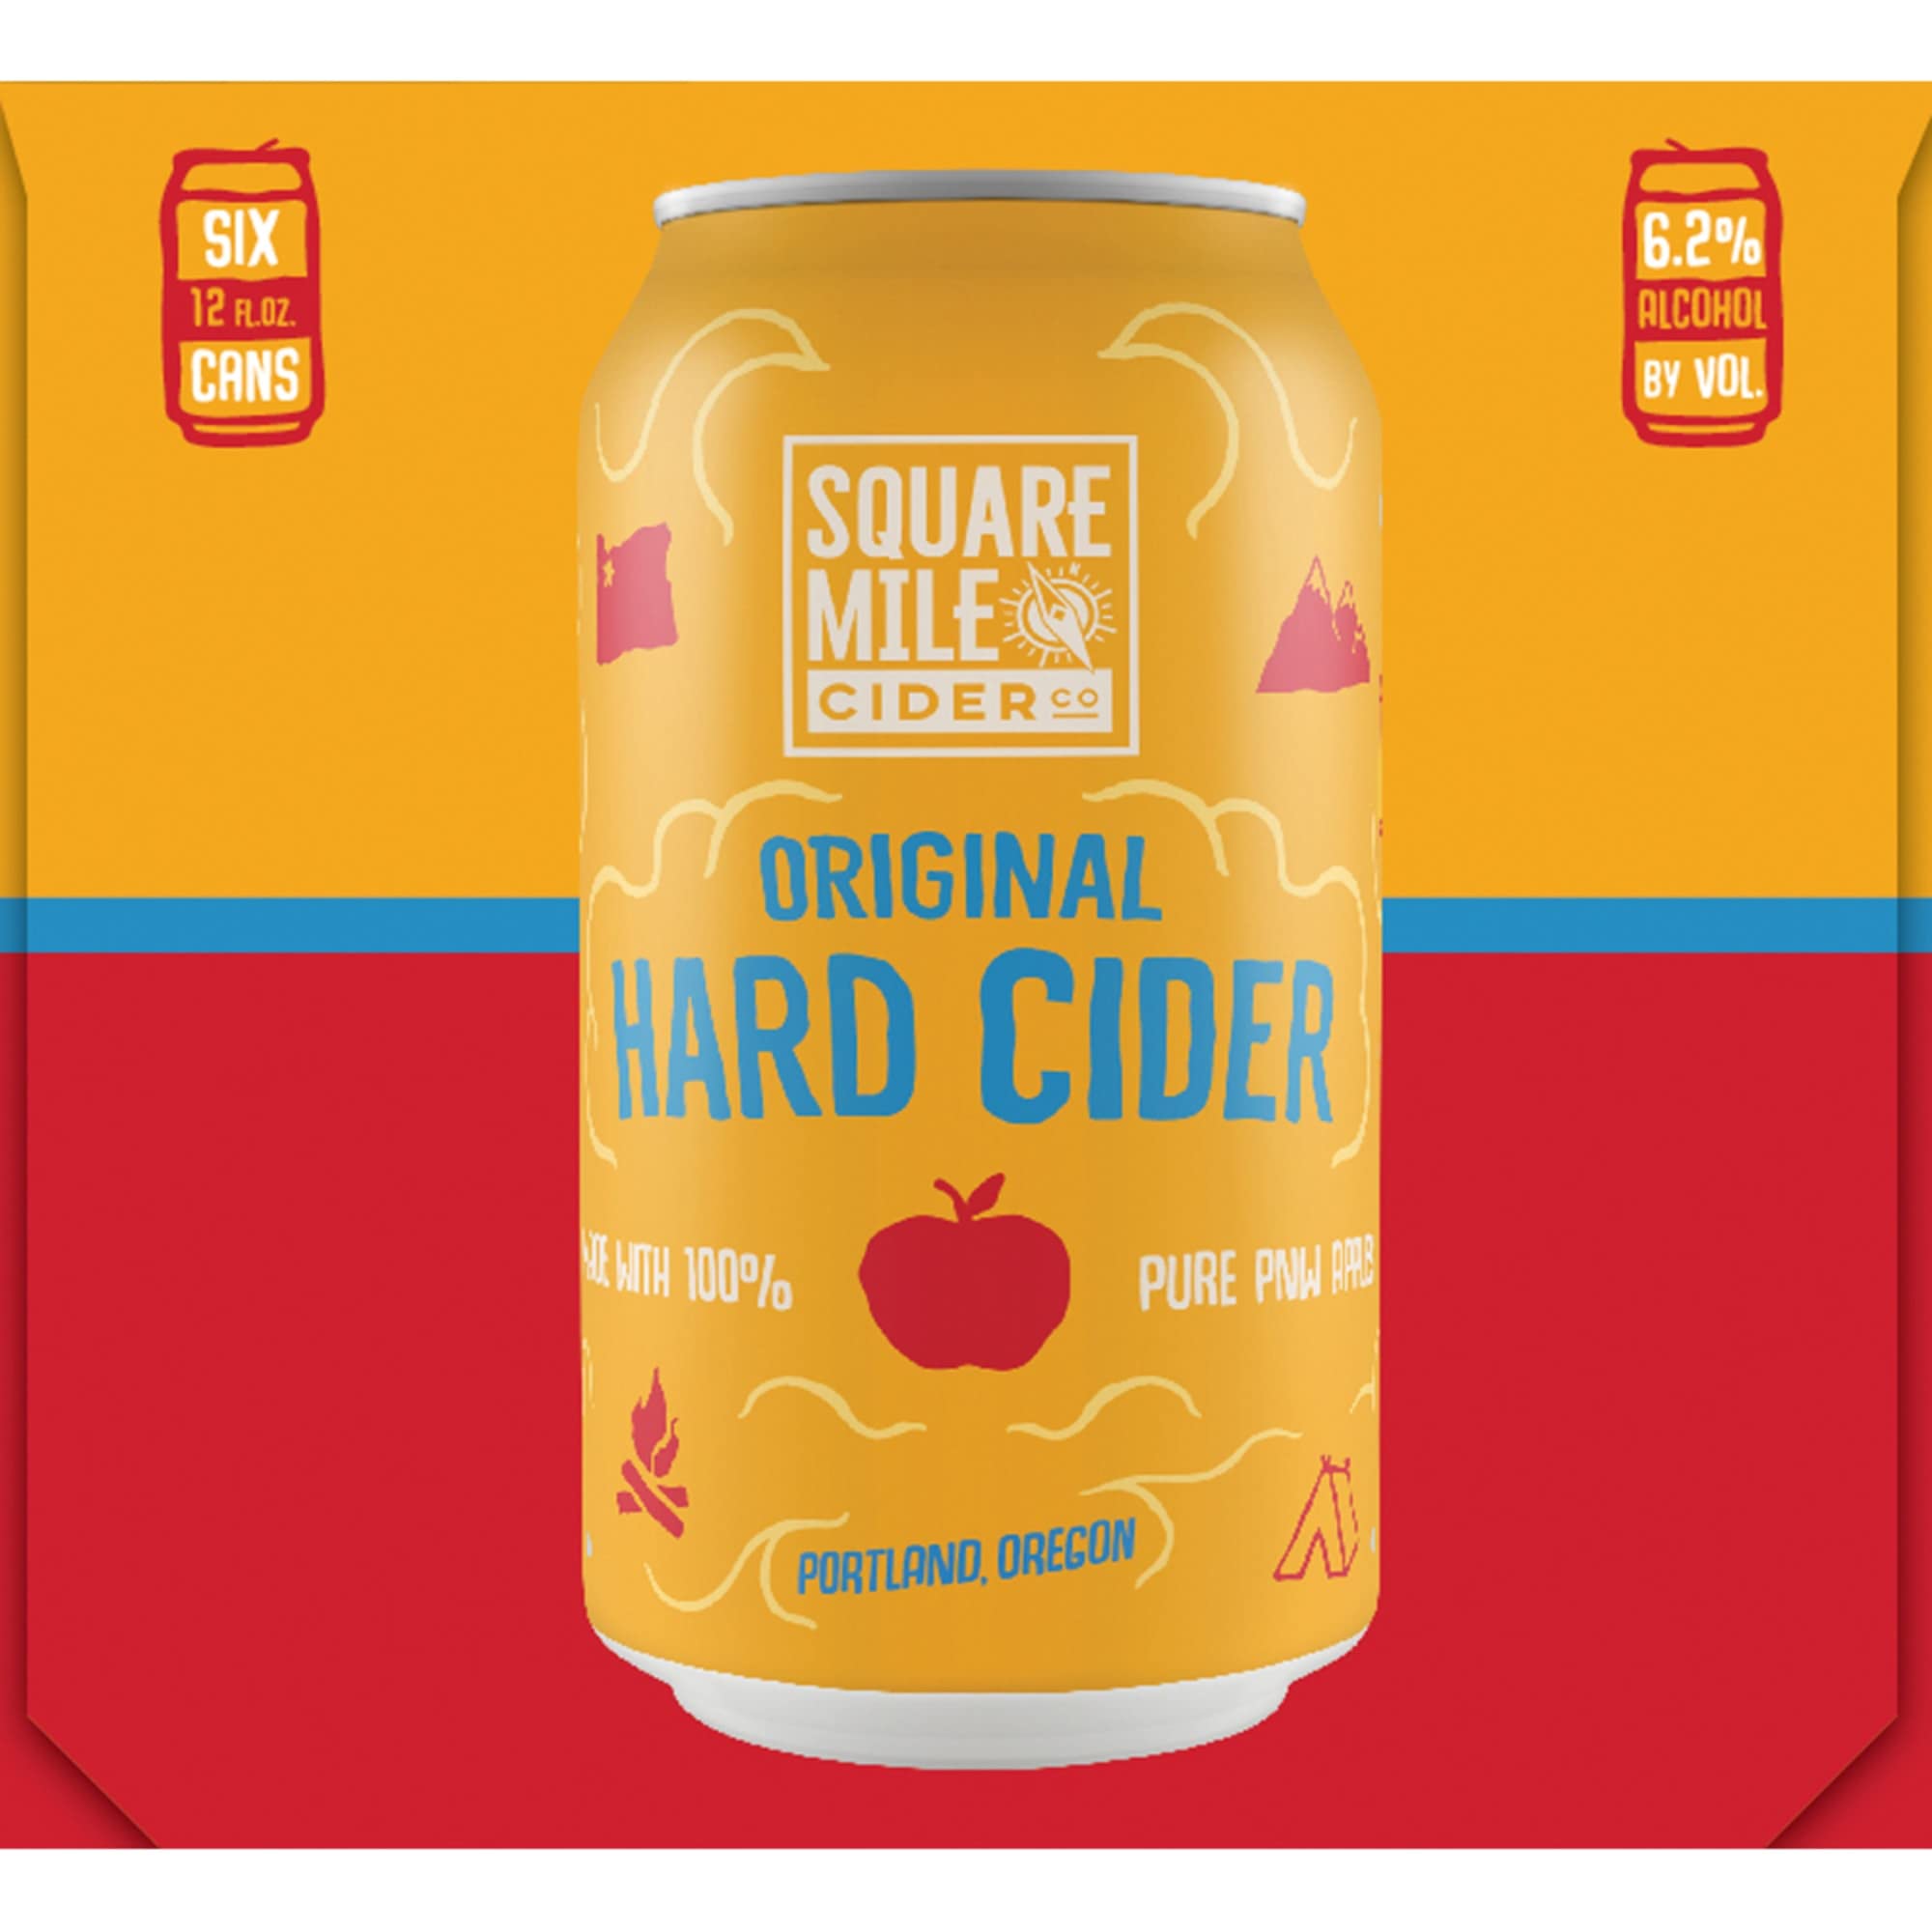 SIX
12 FL.OZ.
CANS
6.2%
ALCOHOL
BY VOL.
SQUARE
MILE
CIDER CO
ORIGINAL
HARD CIDER
WITH 100%
PURE PNW
PORTLAND, OREGON